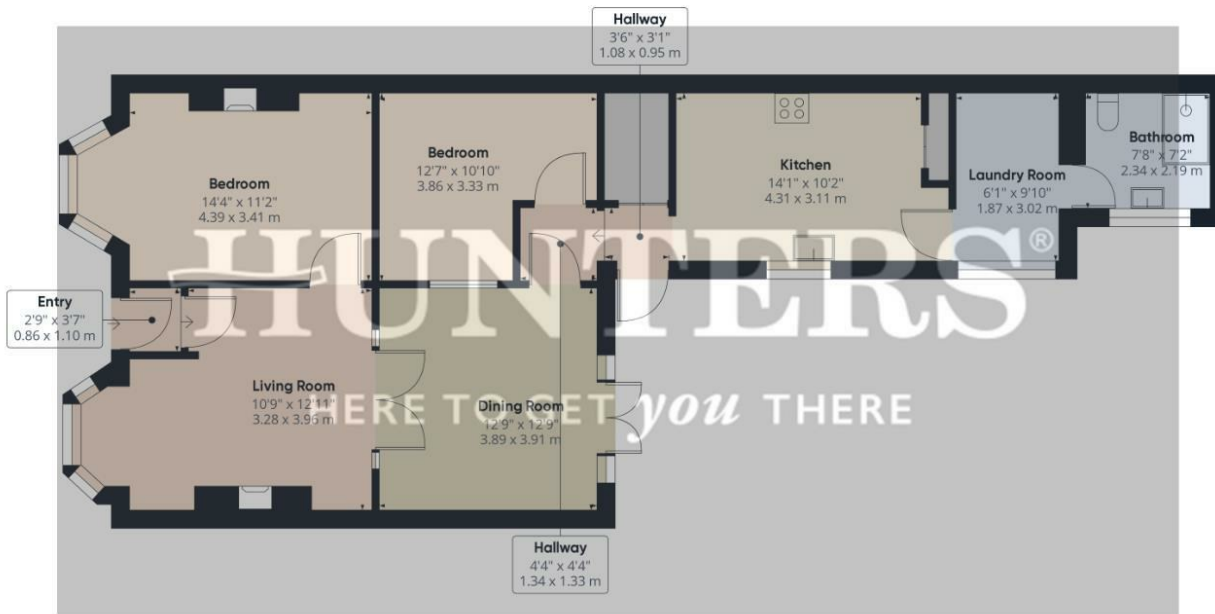 Hallway
3'6" x 3'1"
1.08 x 0.95 m
Bedroom
14'4" x 11'2"
4.39 x 3.41 m
Bedroom
12'7" x 10'10"
3.86 x 3.33 m
Kitchen
14'1" x 10'2"
4.31 x 3.11 m
Laundry Room
6'1" x 9'10"
1.87 x 3.02 m
Bathroom
7'8" x 7'2"
2.34 x 2.19 m
HUNTERS®
HERE TO GET you THERE
Entry
2'9" x 3'7"
0.86 x 1.10 m
Living Room
10'9" x 12'11"
3.28 x 3.96 m
Dining Room
12'9" x 12'9"
3.89 x 3.91 m
Hallway
4'4" x 4'4"
1.34 x 1.33 m